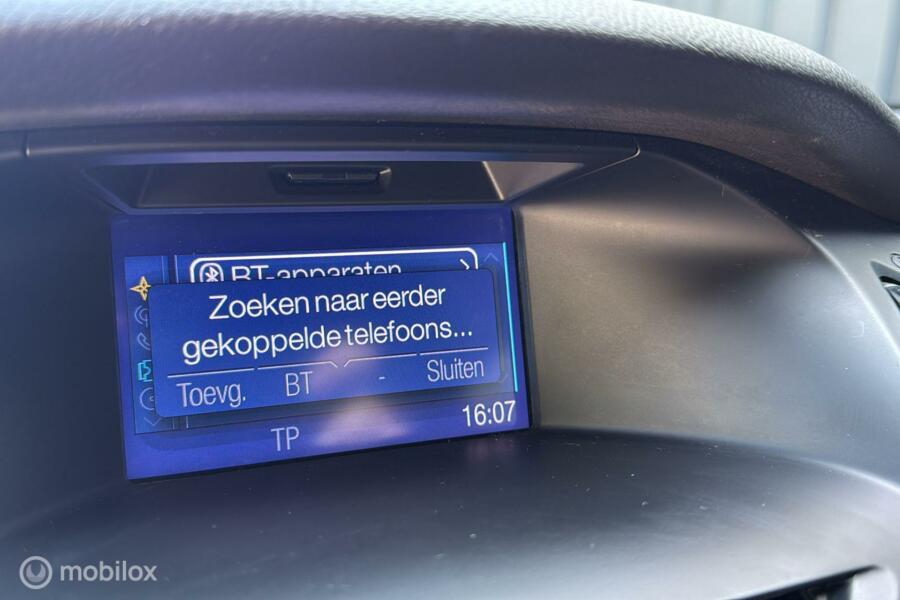 BT-apparaten
Zoeken naar eerder
gekoppelde telefoons...
Toevg. BT - Sluiten
16:07
TP
mobilox